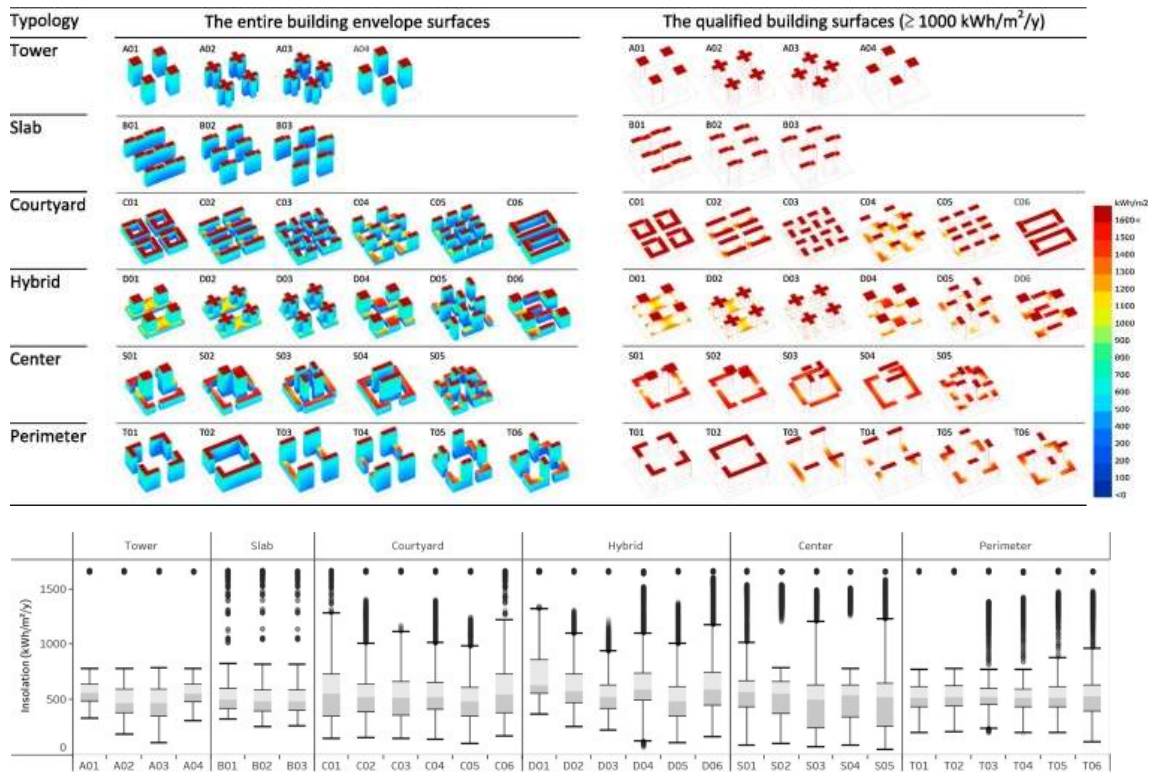 Typology The entire building envelope surfaces The qualified building surfaces (≥ 1000 kWh/m²/y)
Tower
A01 A02 A03 A04 A01 A02 A03 A04
Slab
B01 B02 B03 B01 B02 B03
Courtyard
C01 C02 C03 C04 C05 C06 C01 C02 C03 C04 C05 C06
Hybrid
D01 D02 D03 D04 D05 D06 D01 D02 D03 D04 D05 D06
Center
S01 S02 S03 S04 S05 S01 S02 S03 S04 S05
Perimeter
T01 T02 T03 T04 T05 T06 T01 T02 T03 T04 T05 T06
kWh/m2
1600<
1500
1400
1300
1200
1100
1000
900
800
700
600
500
400
300
200
100
<0
Tower Slab Courtyard Hybrid Center Perimeter
Insolation (kWh/m²/y)
1500
1000
500
0
A01 A02 A03 A04 B01 B02 B03 C01 C02 C03 C04 C05 C06 D01 D02 D03 D04 D05 D06 S01 S02 S03 S04 S05 T01 T02 T03 T04 T05 T06